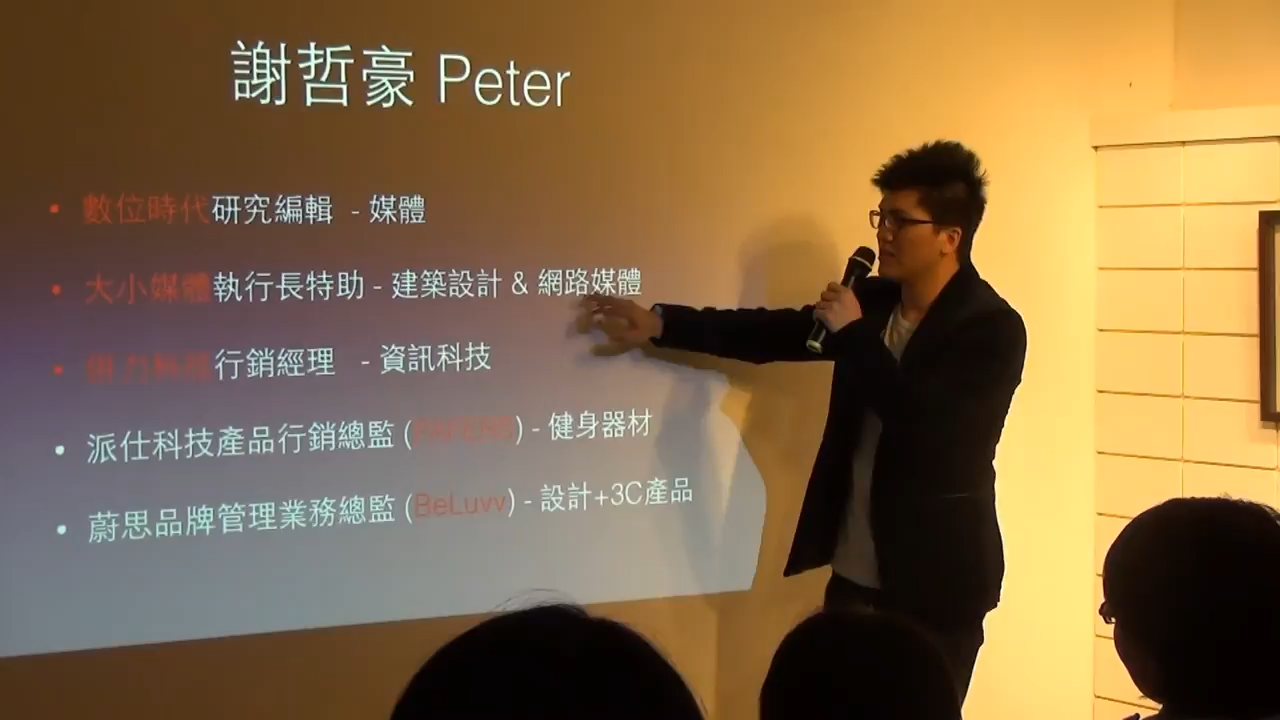 謝哲豪 Peter
• 數位時代研究編輯 - 媒體
• 大小媒體執行長特助 - 建築設計 & 網路媒體
• 行銷經理 - 資訊科技
• 派仕科技產品行銷總監 () - 健身器材
• 蔚思品牌管理業務總監 (BeLuvv) - 設計+3C產品